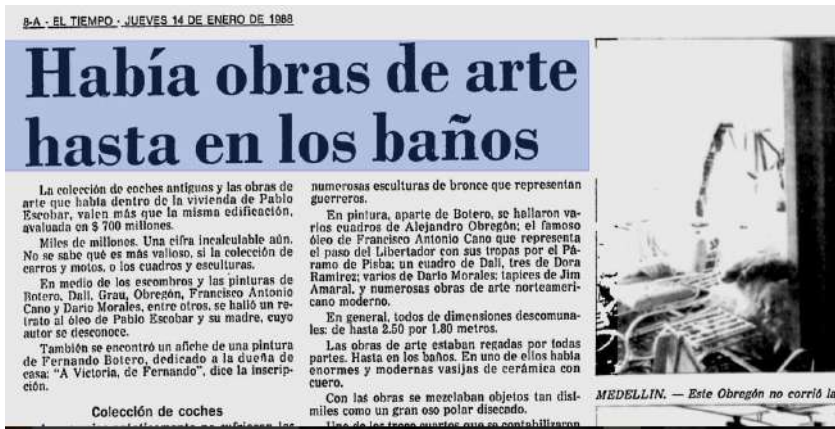 8-A - EL TIEMPO - JUEVES 14 DE ENERO DE 1988
Había obras de arte
hasta en los baños
La colección de coches antiguos y las obras de
arte que había dentro de la vivienda de Pablo
Escobar, valen más que la misma edificación,
avaluada en $ 700 millones.
Miles de millones. Una cifra incalculable aún.
No se sabe qué es más valioso, si la colección de
carros y motos, o los cuadros y esculturas.
En medio de los escombros y las pinturas de
Botero, Dalí, Grau, Obregón, Francisco Antonio
Cano y Darío Morales, entre otros, se halló un re-
trato al óleo de Pablo Escobar y su madre, cuyo
autor se desconoce.
También se encontró un afiche de una pintura
de Fernando Botero, dedicado a la dueña de
casa: "A Victoria, de Fernando", dice la inscrip-
ción.
Colección de coches
numerosas esculturas de bronce que representan
guerreros.
En pintura, aparte de Botero, se hallaron va-
rios cuadros de Alejandro Obregón; el famoso
óleo de Francisco Antonio Cano que representa
el paso del Libertador con sus tropas por el Pá-
ramo de Pisba; un cuadro de Dalí, tres de Dora
Ramírez; varios de Darío Morales; tapices de Jim
Amaral, y numerosas obras de arte norteameri-
cano moderno.
En general, todos de dimensiones descomuna-
les: de hasta 2.50 por 1.80 metros.
Las obras de arte estaban regadas por todas
partes. Hasta en los baños. En uno de ellos había
enormes y modernas vasijas de cerámica con
cuero.
Con las obras se mezclaban objetos tan disí-
miles como un gran oso polar disecado.
Uno de los trece cuartos que se contabilizaron
MEDELLIN. — Este Obregón no corrió la